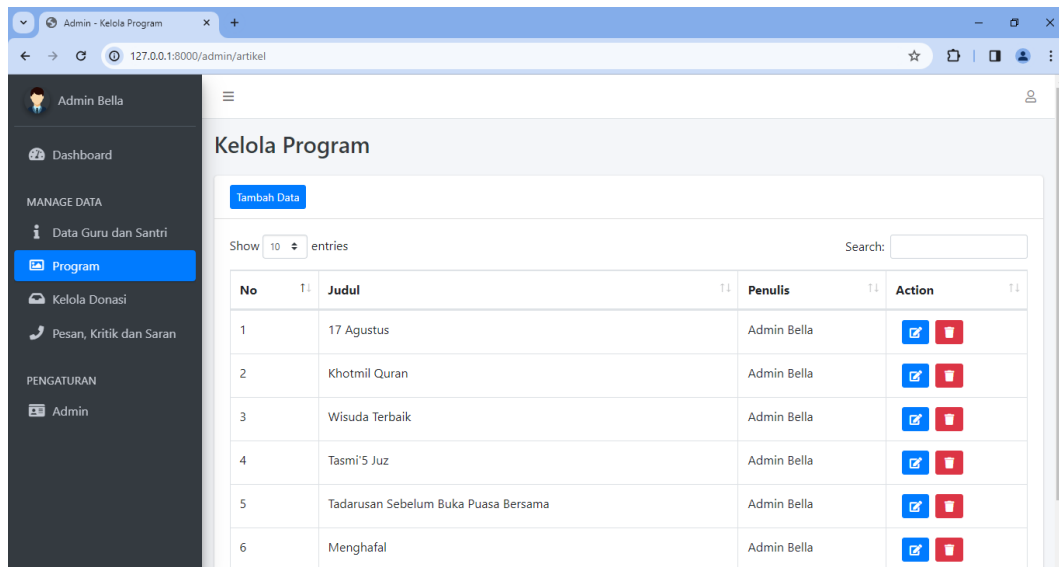 Admin - Kelola Program
127.0.0.1:8000/admin/artikel
Admin Bella
Dashboard
MANAGE DATA
Data Guru dan Santri
Program
Kelola Donasi
Pesan, Kritik dan Saran
PENGATURAN
Admin
Kelola Program
Tambah Data
Show 10 entries
Search:
No Judul Penulis Action
1 17 Agustus Admin Bella
2 Khotmil Quran Admin Bella
3 Wisuda Terbaik Admin Bella
4 Tasmi'5 Juz Admin Bella
5 Tadarusan Sebelum Buka Puasa Bersama Admin Bella
6 Menghafal Admin Bella